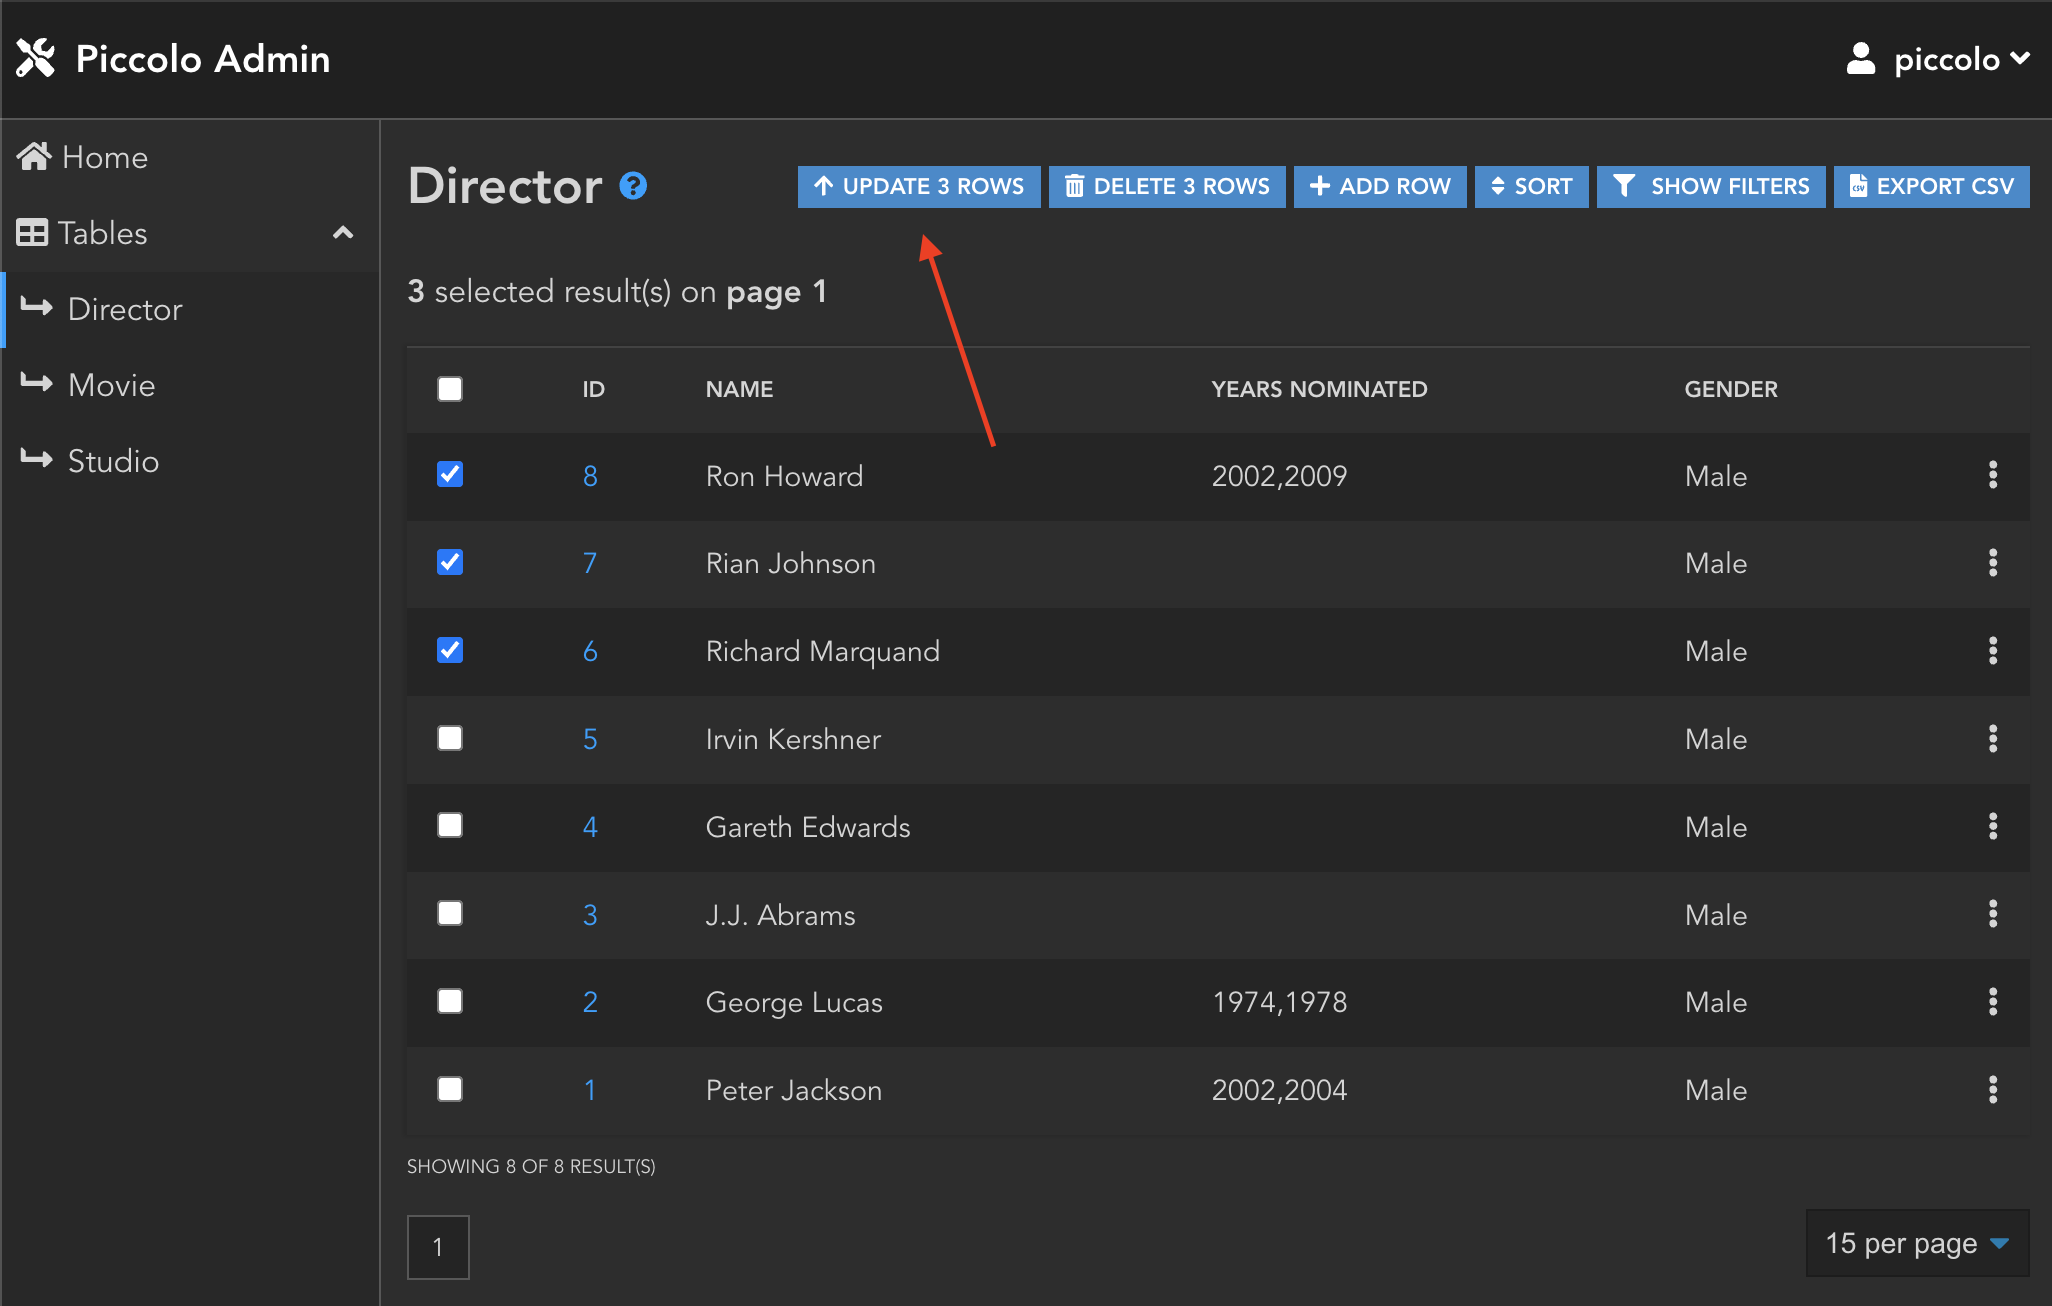 Piccolo Admin
piccolo
Home
Tables
Director
Movie
Studio
Director ?
UPDATE 3 ROWS DELETE 3 ROWS ADD ROW SORT SHOW FILTERS EXPORT CSV
3 selected result(s) on page 1
ID NAME YEARS NOMINATED GENDER
8 Ron Howard 2002,2009 Male
7 Rian Johnson Male
6 Richard Marquand Male
5 Irvin Kershner Male
4 Gareth Edwards Male
3 J.J. Abrams Male
2 George Lucas 1974,1978 Male
1 Peter Jackson 2002,2004 Male
SHOWING 8 OF 8 RESULT(S)
1
15 per page